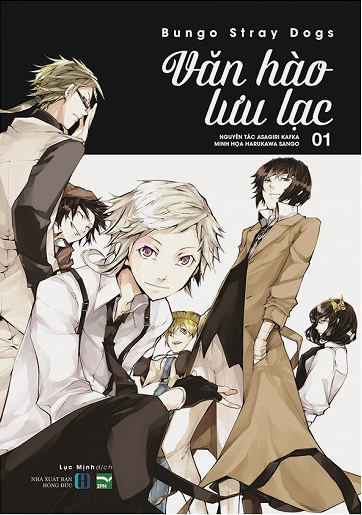 Bungo Stray Dogs
Văn hào
lưu lạc
NGUYÊN TÁC ASAGIRI KAFKA
MINH HỌA HARUKAWA SANGO
01
Lục Minh dịch
NHÀ XUẤT BẢN
HỒNG ĐỨC
IPM